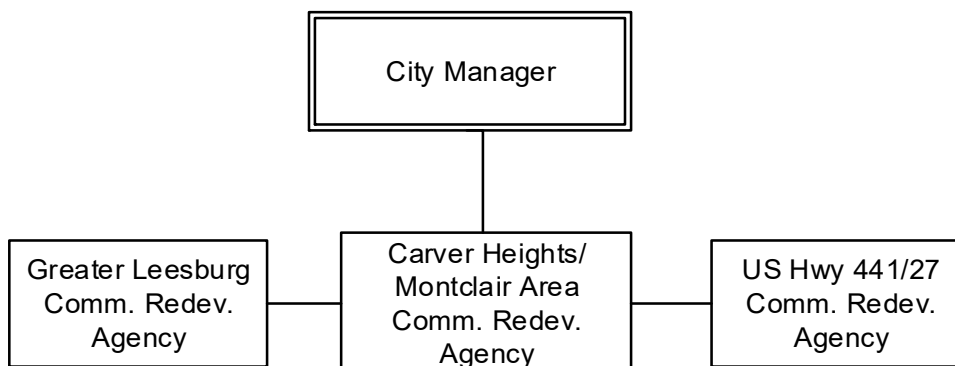 City Manager
Greater Leesburg
Comm. Redev.
Agency
Carver Heights/
Montclair Area
Comm. Redev.
Agency
US Hwy 441/27
Comm. Redev.
Agency